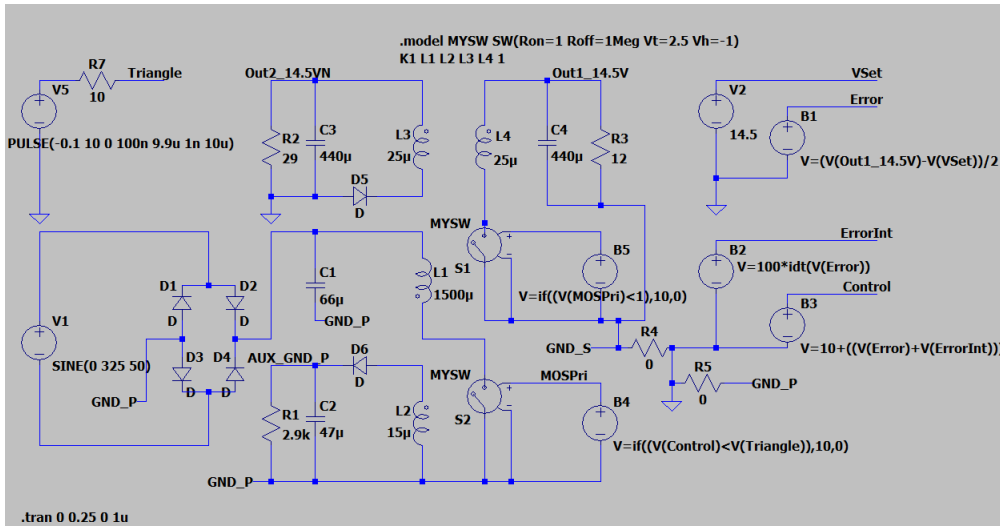 .model MYSW SW(Ron=1 Roff=1Meg Vt=2.5 Vh=-1)
K1 L1 L2 L3 L4 1
R7
10
Triangle
V5
PULSE(-0.1 10 0 100n 9.9u 1n 10u)
Out2_14.5VN
R2
29
C3
440µ
L3
25µ
D5
D
Out1_14.5V
L4
25µ
C4
440µ
R3
12
VSet
V2
14.5
Error
B1
V=(V(Out1_14.5V)-V(VSet))/2
MYSW
S1
B5
V=if((V(MOSPri)<1),10,0)
ErrorInt
B2
V=100*idt(V(Error))
Control
B3
V=10+((V(Error)+V(ErrorInt)))
V1
SINE(0 325 50)
D1
D
D2
D
D3
D
D4
D
GND_P
C1
66µ
GND_P
L1
1500µ
GND_S
R4
0
R5
0
GND_P
AUX_GND_P
D6
D
R1
2.9k
C2
47µ
L2
15µ
MYSW
S2
MOSPri
B4
V=if((V(Control)<V(Triangle)),10,0)
GND_P
.tran 0 0.25 0 1u